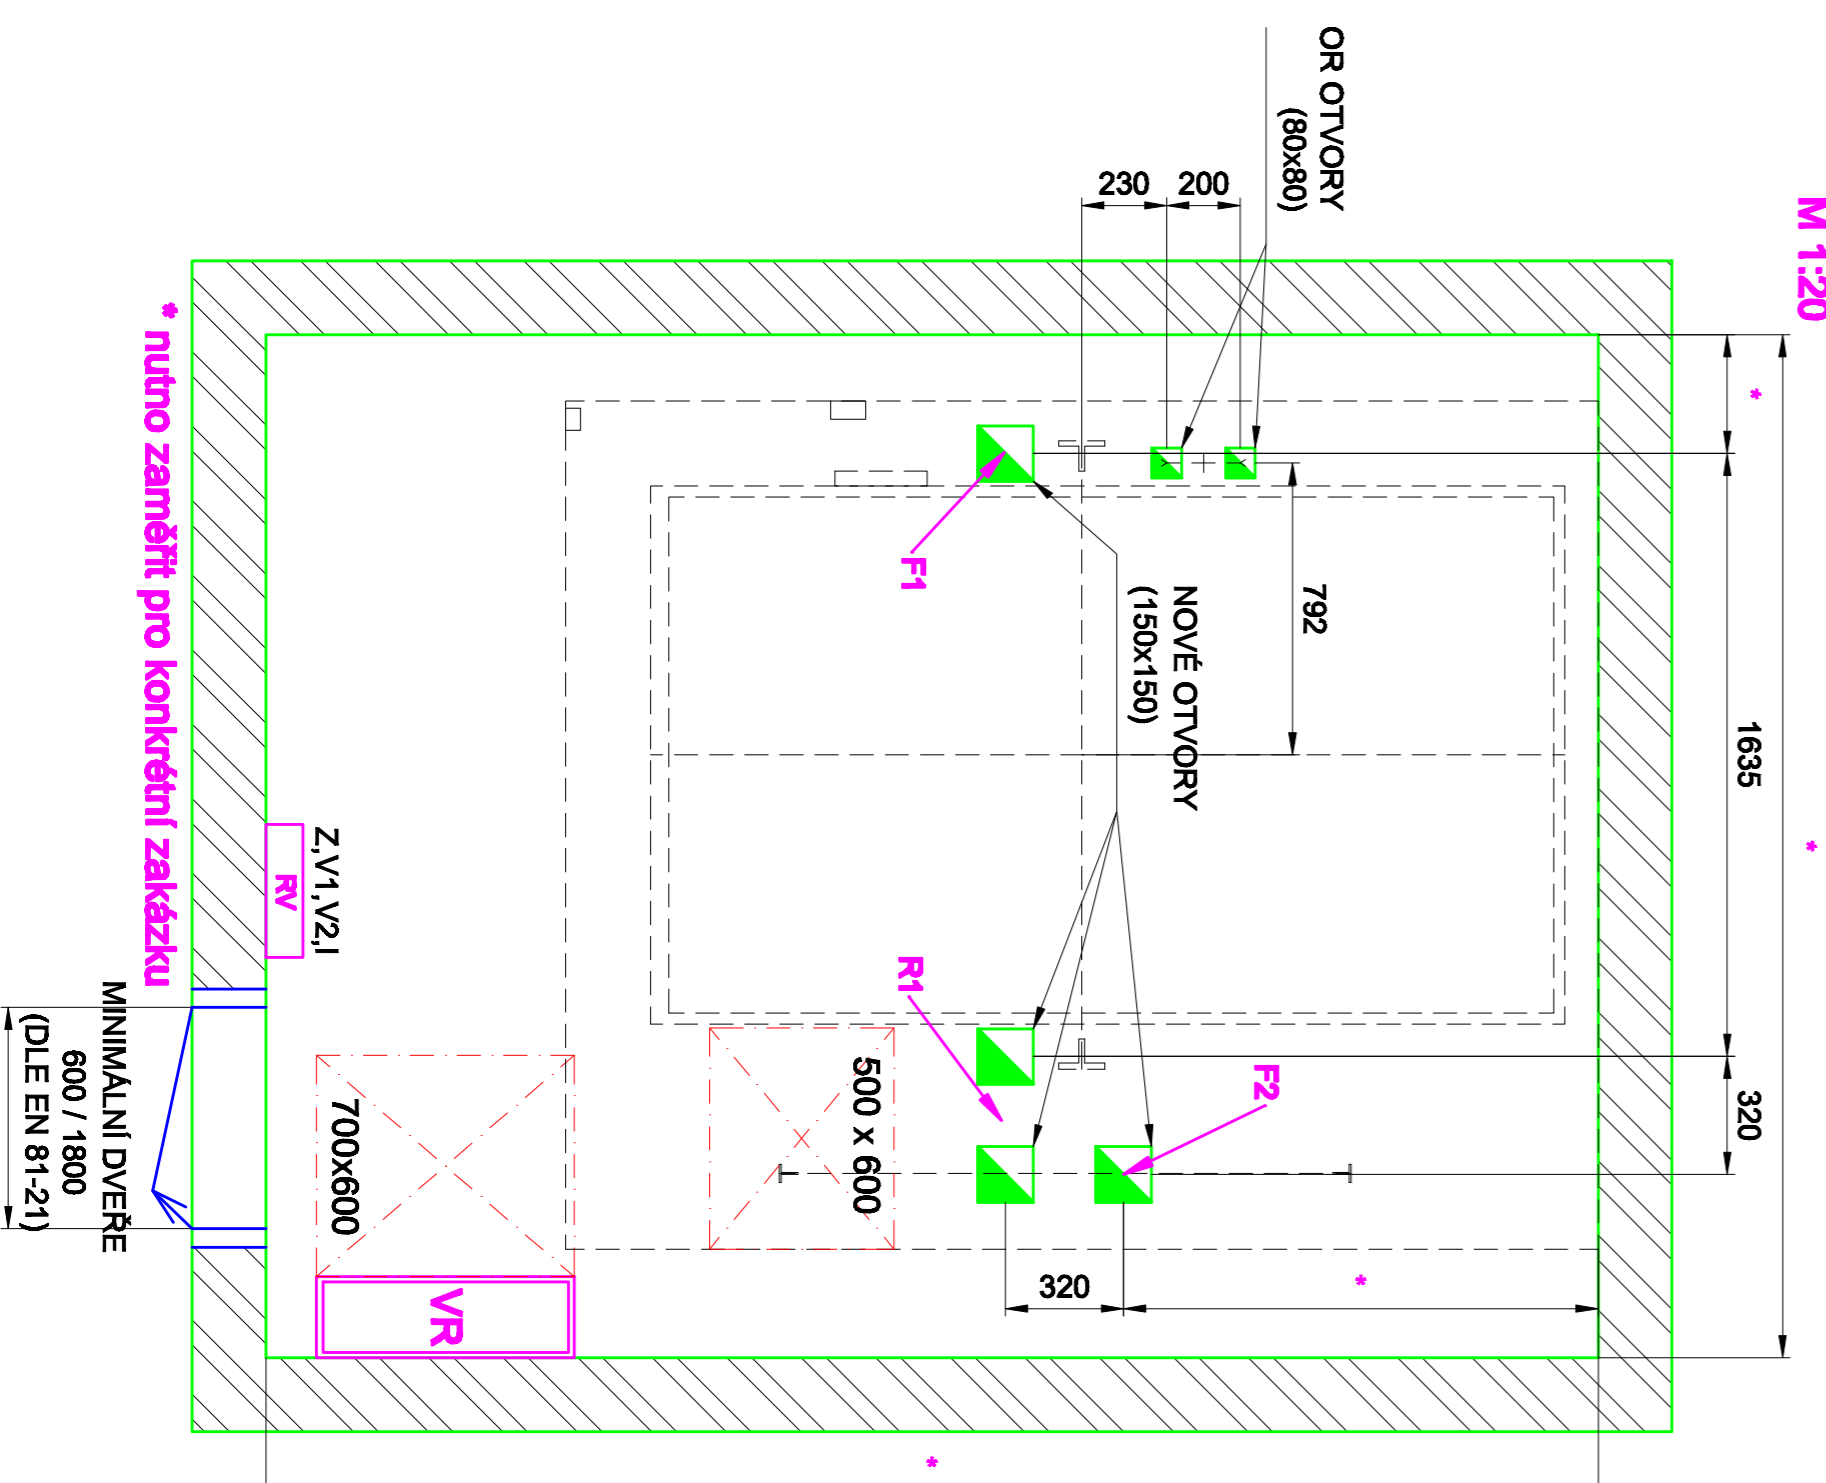 M 1:20
OR OTVORY
(80x80)
230
200
*
1635
*
320
792
NOVÉ OTVORY
(150x150)
F1
R1
F2
500 x 600
700x600
320
*
VR
Z,V1,V2,I
RV
MINIMÁLNÍ DVEŘE
600 / 1800
(DLE EN 81-21)
* nutno zaměřit pro konkrétní zakázku
*